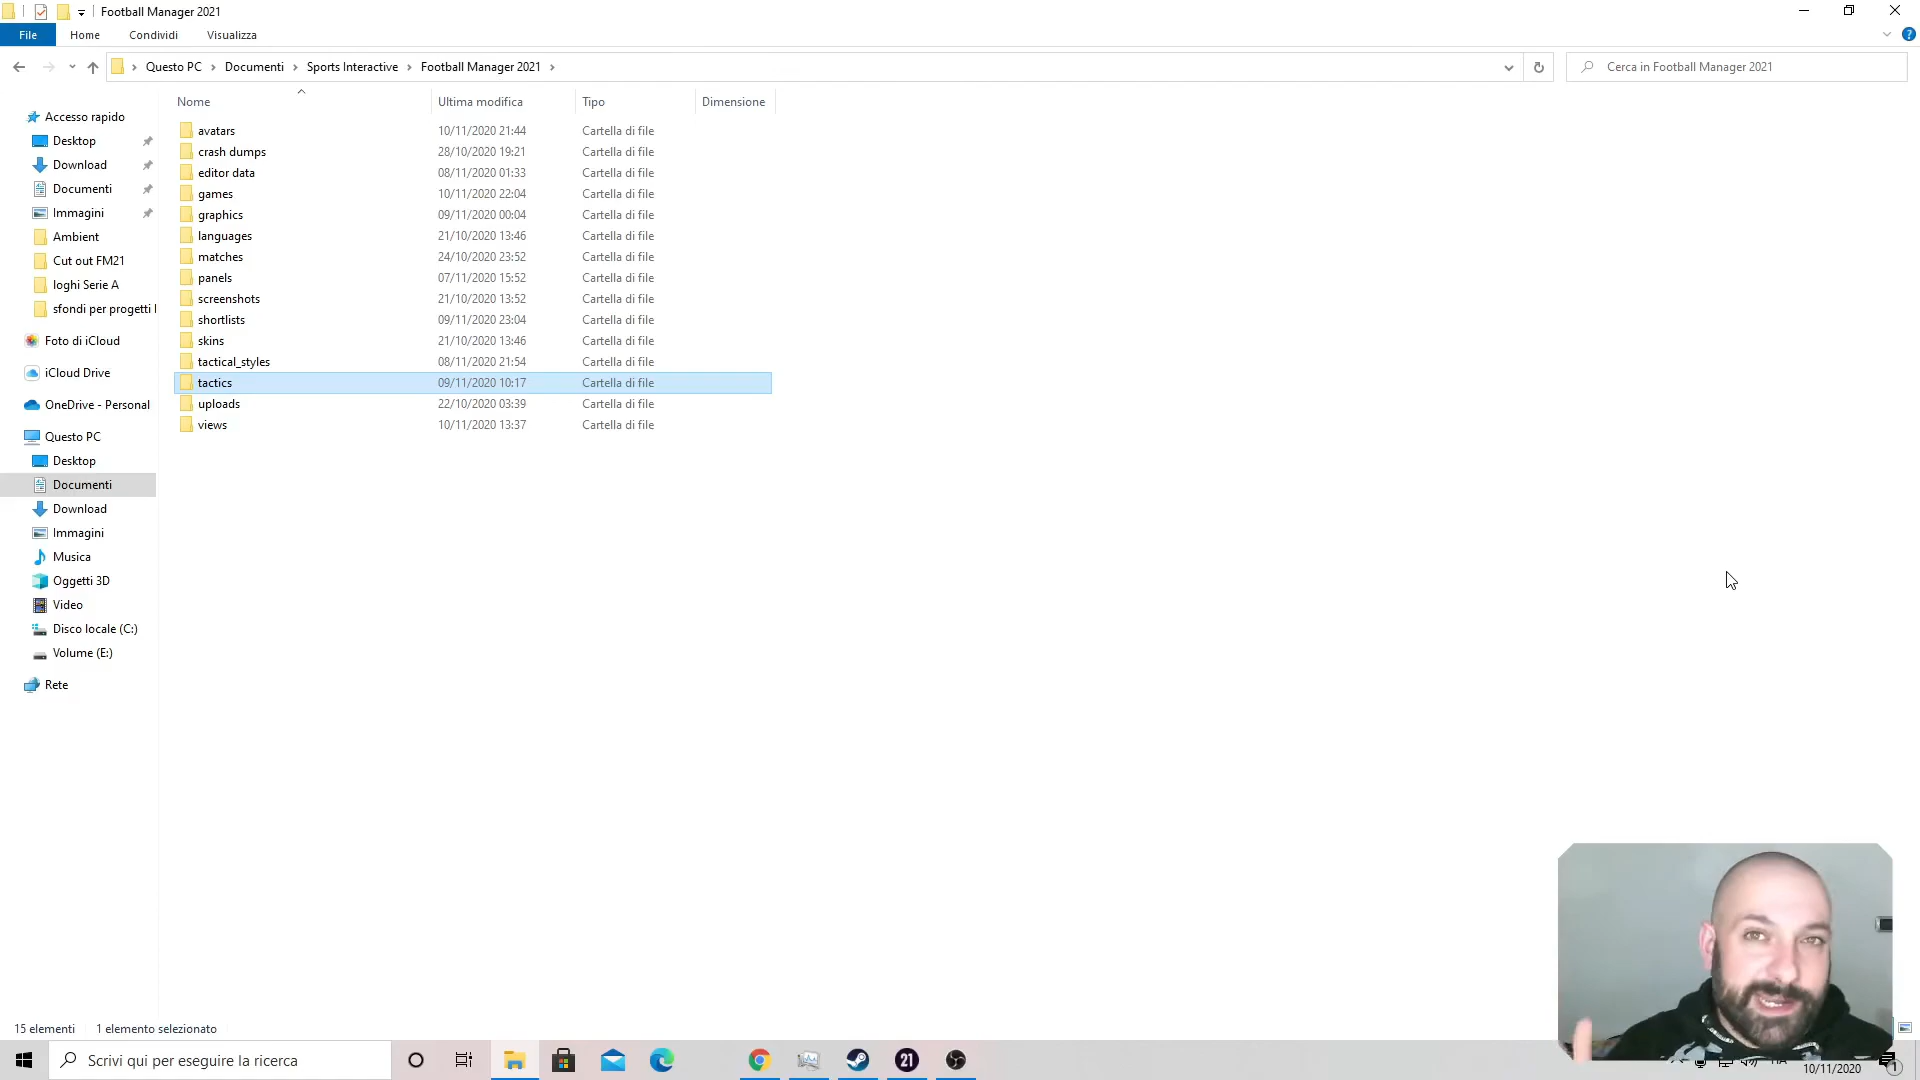 Football Manager 2021
File Home Condividi Visualizza
Questo PC Documenti Sports Interactive Football Manager 2021
Cerca in Football Manager 2021
Nome Ultima modifica Tipo Dimensione
avatars 10/11/2020 21:44 Cartella di file
crash dumps 28/10/2020 19:21 Cartella di file
editor data 08/11/2020 01:33 Cartella di file
games 10/11/2020 22:04 Cartella di file
graphics 09/11/2020 00:04 Cartella di file
languages 21/10/2020 13:46 Cartella di file
matches 24/10/2020 23:52 Cartella di file
panels 07/11/2020 15:52 Cartella di file
screenshots 21/10/2020 13:52 Cartella di file
shortlists 09/11/2020 23:04 Cartella di file
skins 21/10/2020 13:46 Cartella di file
tactical_styles 08/11/2020 21:54 Cartella di file
tactics 09/11/2020 10:17 Cartella di file
uploads 22/10/2020 03:39 Cartella di file
views 10/11/2020 13:37 Cartella di file
Accesso rapido
Desktop
Download
Documenti
Immagini
Ambient
Cut out FM21
loghi Serie A
sfondi per progetti
Foto di iCloud
iCloud Drive
OneDrive - Personal
Questo PC
Desktop
Documenti
Download
Immagini
Musica
Oggetti 3D
Video
Disco locale (C:)
Volume (E:)
Rete
15 elementi 1 elemento selezionato
Scrivi qui per eseguire la ricerca
21
10/11/2020
1